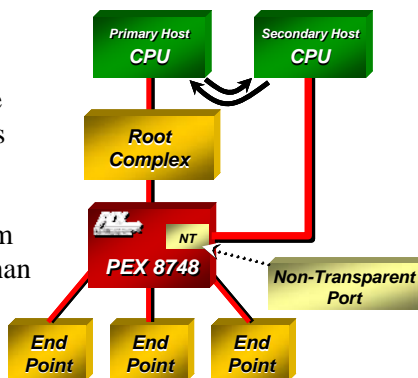 Primary Host
CPU
Secondary Host
CPU
s
Root
Complex
NT
PEX 8748
Non-Transparent
Port
End
Point
End
Point
End
Point